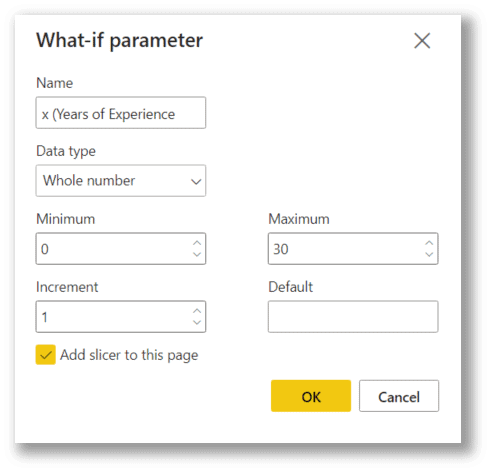 What-if parameter
Name
x (Years of Experience
Data type
Whole number
Minimum
Maximum
0
30
Increment
Default
1
Add slicer to this page
OK
Cancel